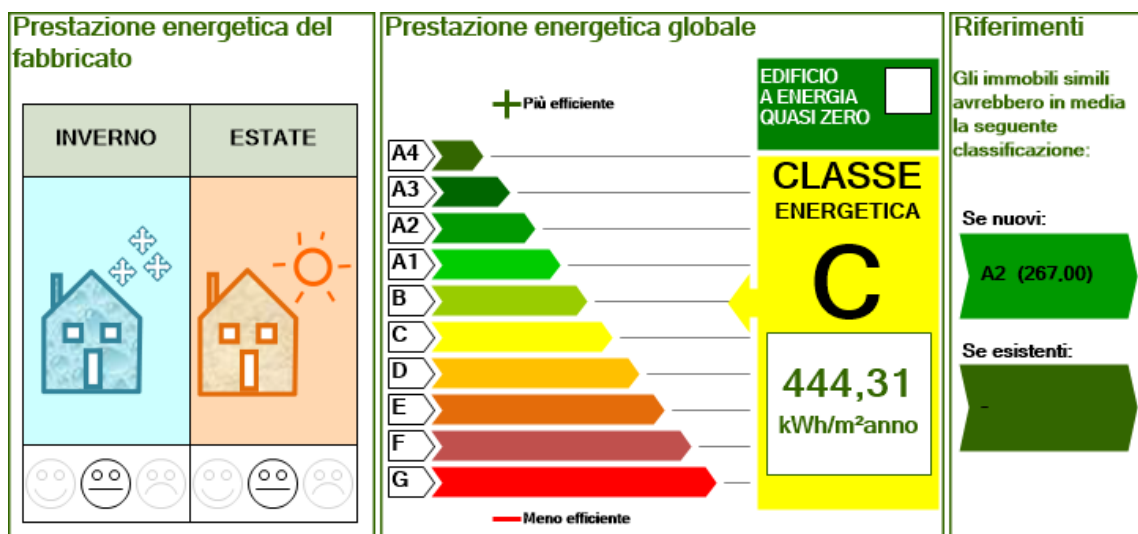 Prestazione energetica del
fabbricato
INVERNO
ESTATE
Prestazione energetica globale
Più efficiente
A4
A3
A2
A1
B
C
D
E
F
G
Meno efficiente
EDIFICIO
A ENERGIA
QUASI ZERO
CLASSE
ENERGETICA
C
444,31
kWh/m²anno
Riferimenti
Gli immobili simili
avrebbero in media
la seguente
classificazione:
Se nuovi:
A2 (267,00)
Se esistenti:
-